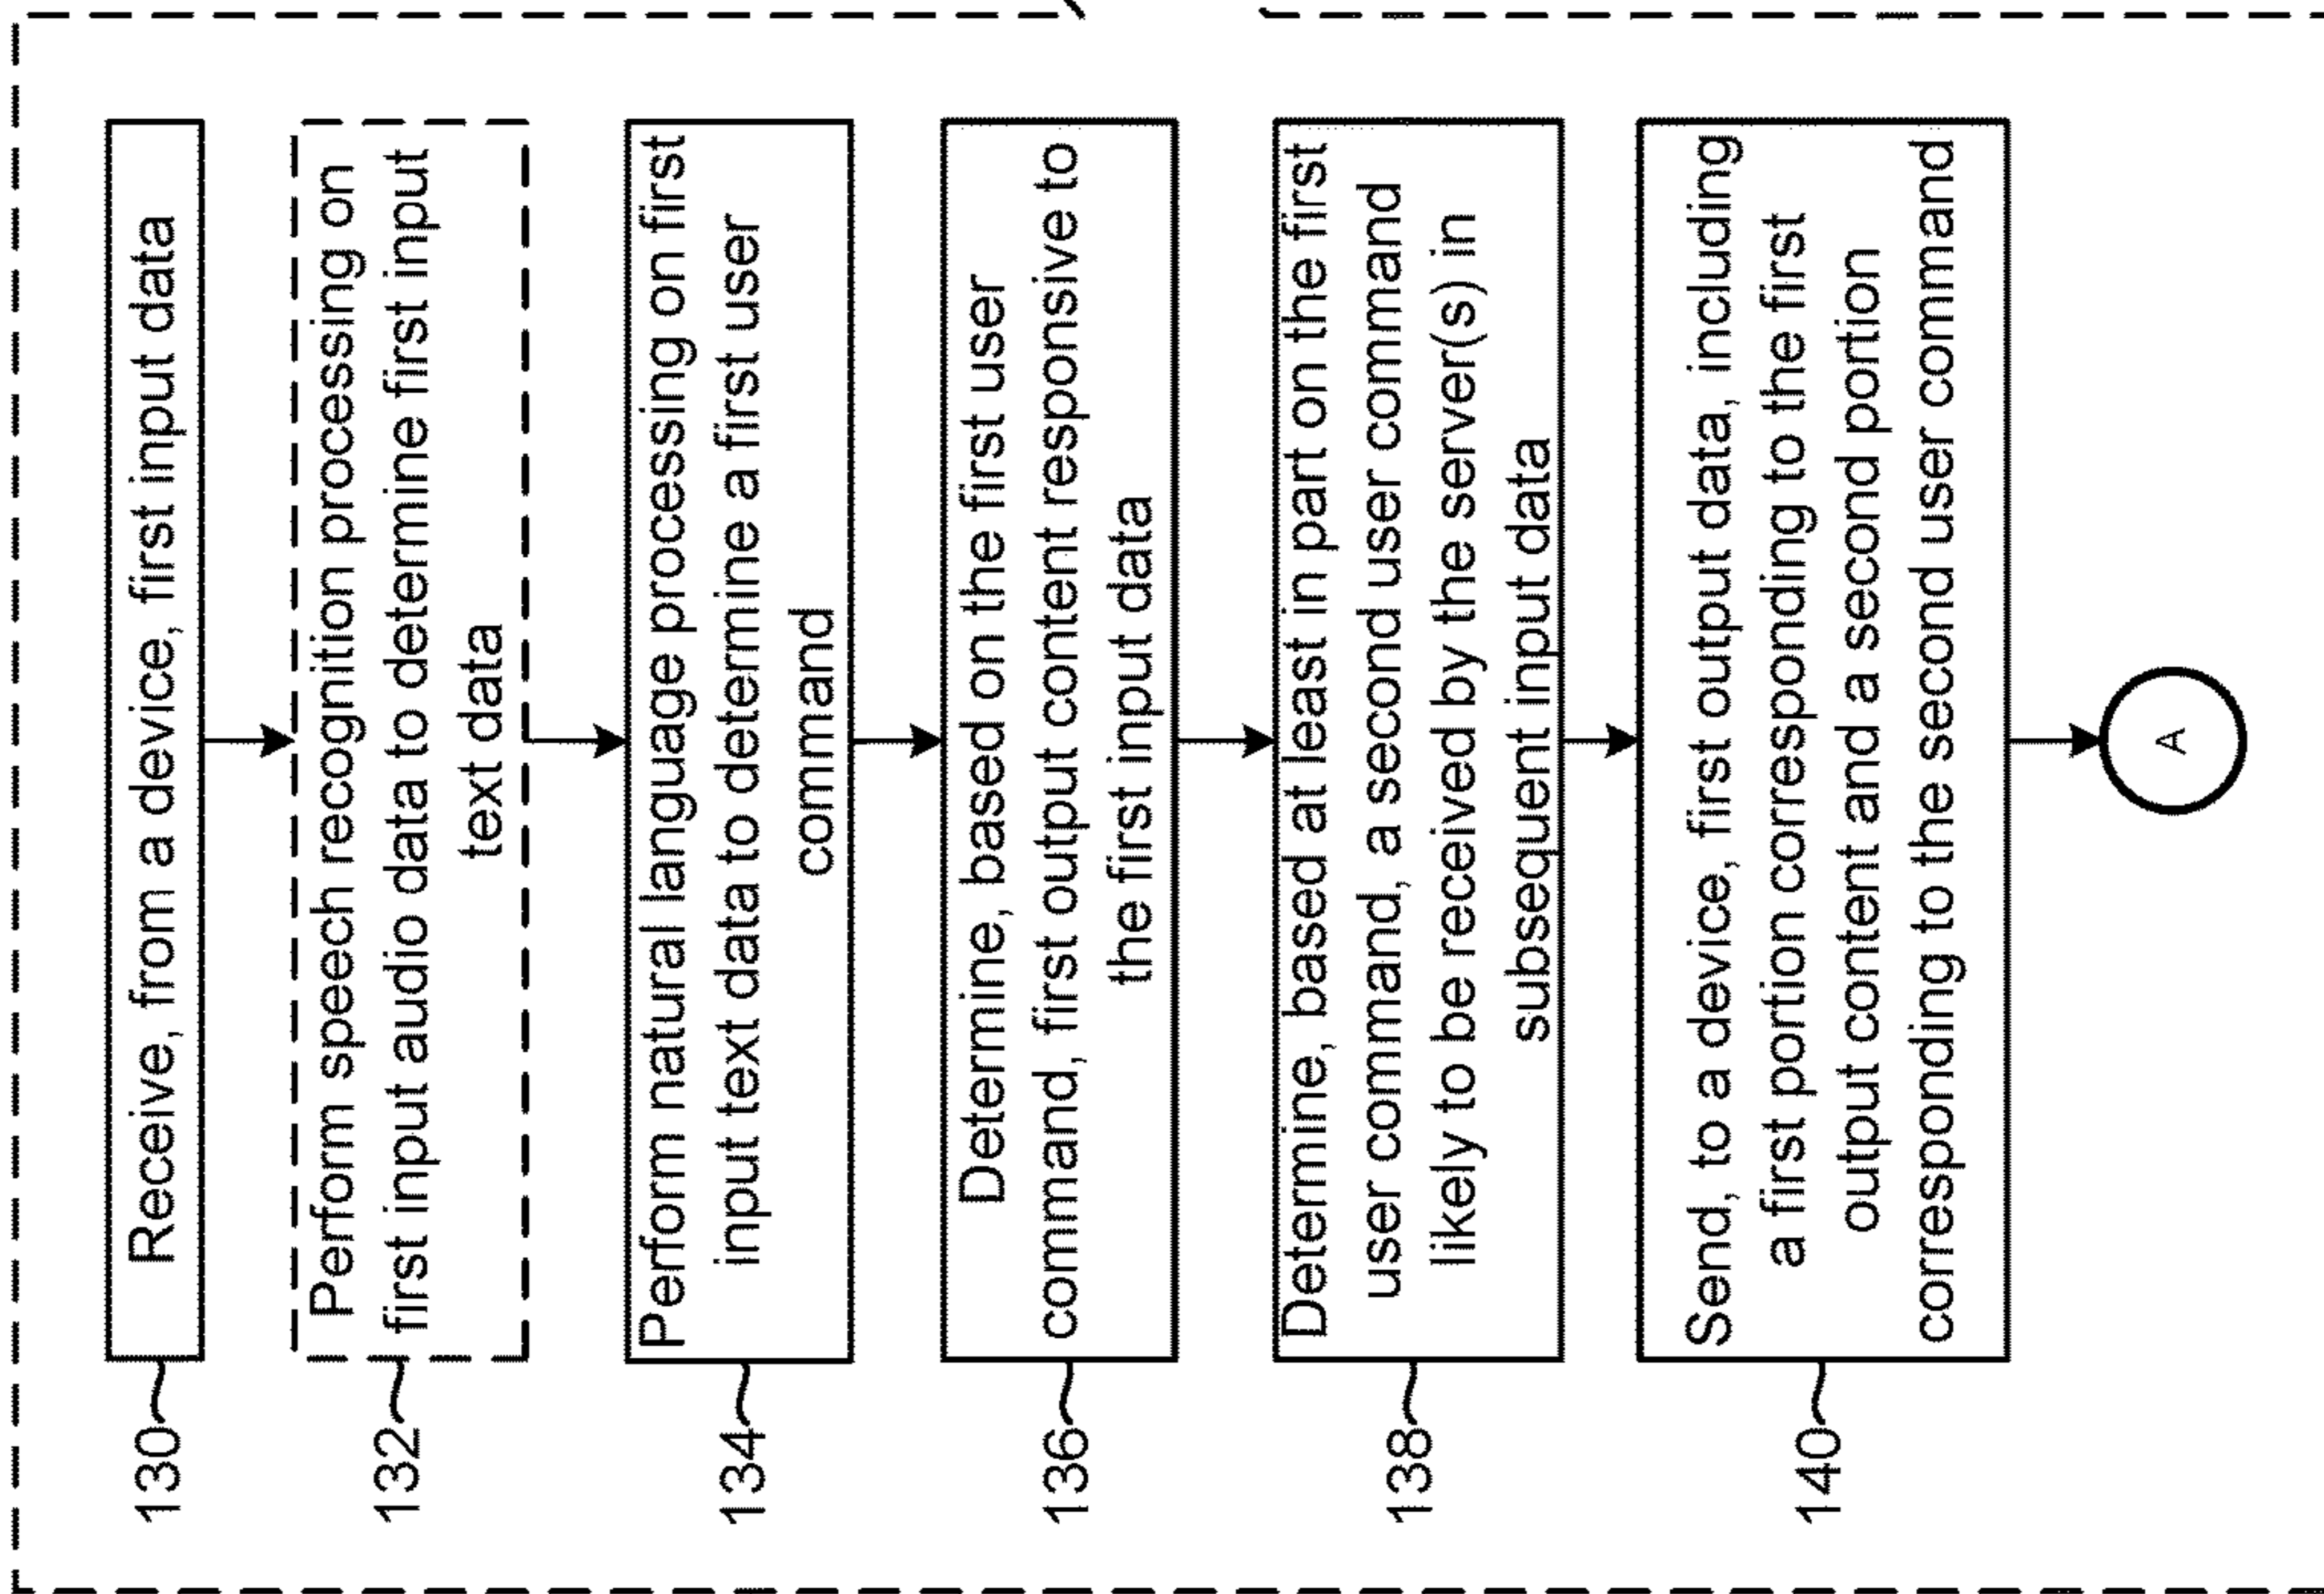 130
Receive, from a device, first input data
132
Perform speech recognition processing on
first input audio data to determine first input
text data
134
Perform natural language processing on first
input text data to determine a first user
command
136
Determine, based on the first user
command, first output content responsive to
the first input data
138
Determine, based at least in part on the first
user command, a second user command
likely to be received by the server(s) in
subsequent input data
140
Send, to a device, first output data, including
a first portion corresponding to the first
output content and a second portion
corresponding to the second user command
A